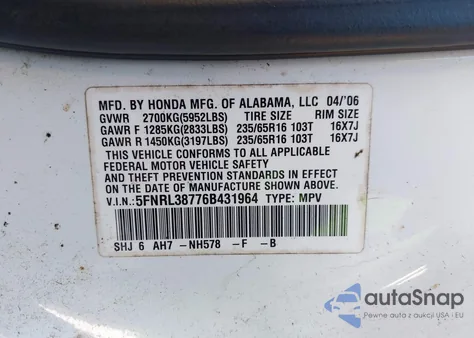 MFD. BY HONDA MFG. OF ALABAMA, LLC 04/'06
GVWR 2700KG(5952LBS) TIRE SIZE RIM SIZE
GAWR F 1285KG(2833LBS) 235/65R16 103T 16X7J
GAWR R 1450KG(3197LBS) 235/65R16 103T 16X7J
THIS VEHICLE CONFORMS TO ALL APPLICABLE
FEDERAL MOTOR VEHICLE SAFETY
AND THEFT PREVENTION STANDARDS IN EFFECT
ON THE DATE OF MANUFACTURE SHOWN ABOVE.
V.I.N.: 5FNRL38776B431964 TYPE: MPV
SHJ 6 AH7 -NH578 -F -B
autoSnap
Pewne auta z aukcji USA i EU